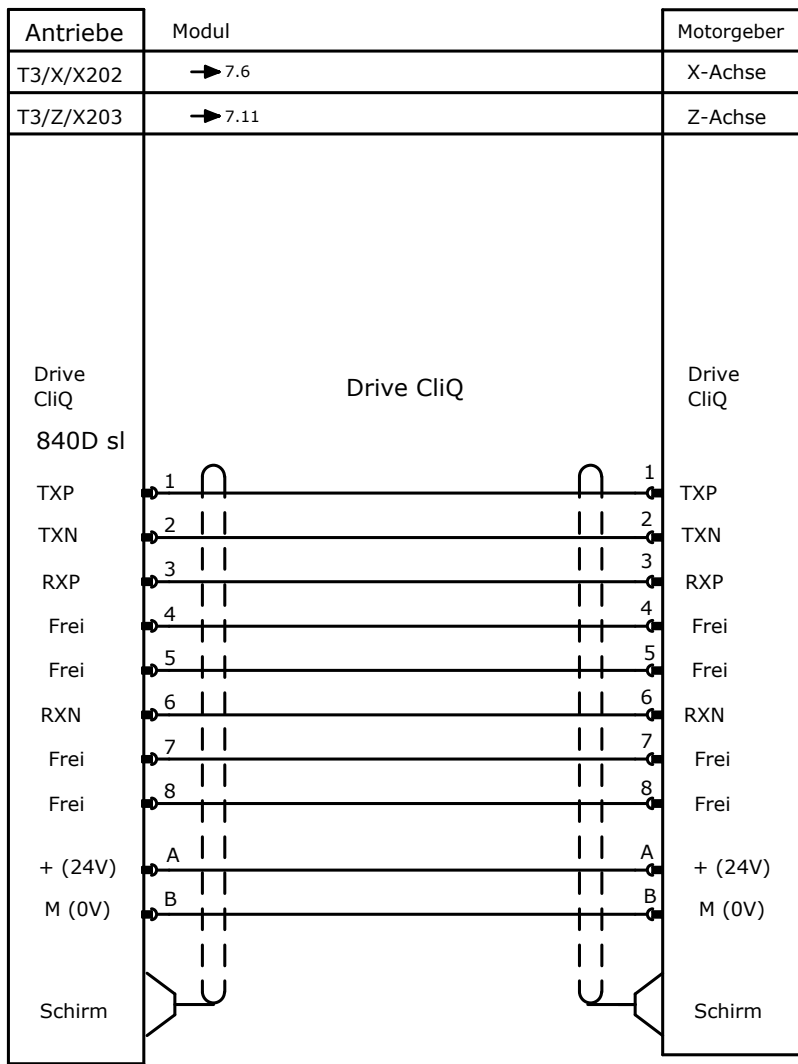 Antriebe Modul Motorgeber
T3/X/X202 7.6 X-Achse
T3/Z/X203 7.11 Z-Achse
Drive Drive CliQ Drive
CliQ CliQ
840D sl
TXP 1 1 TXP
TXN 2 2 TXN
RXP 3 3 RXP
Frei 4 4 Frei
Frei 5 5 Frei
RXN 6 6 RXN
Frei 7 7 Frei
Frei 8 8 Frei
+ (24V) A A + (24V)
M (0V) B B M (0V)
Schirm Schirm